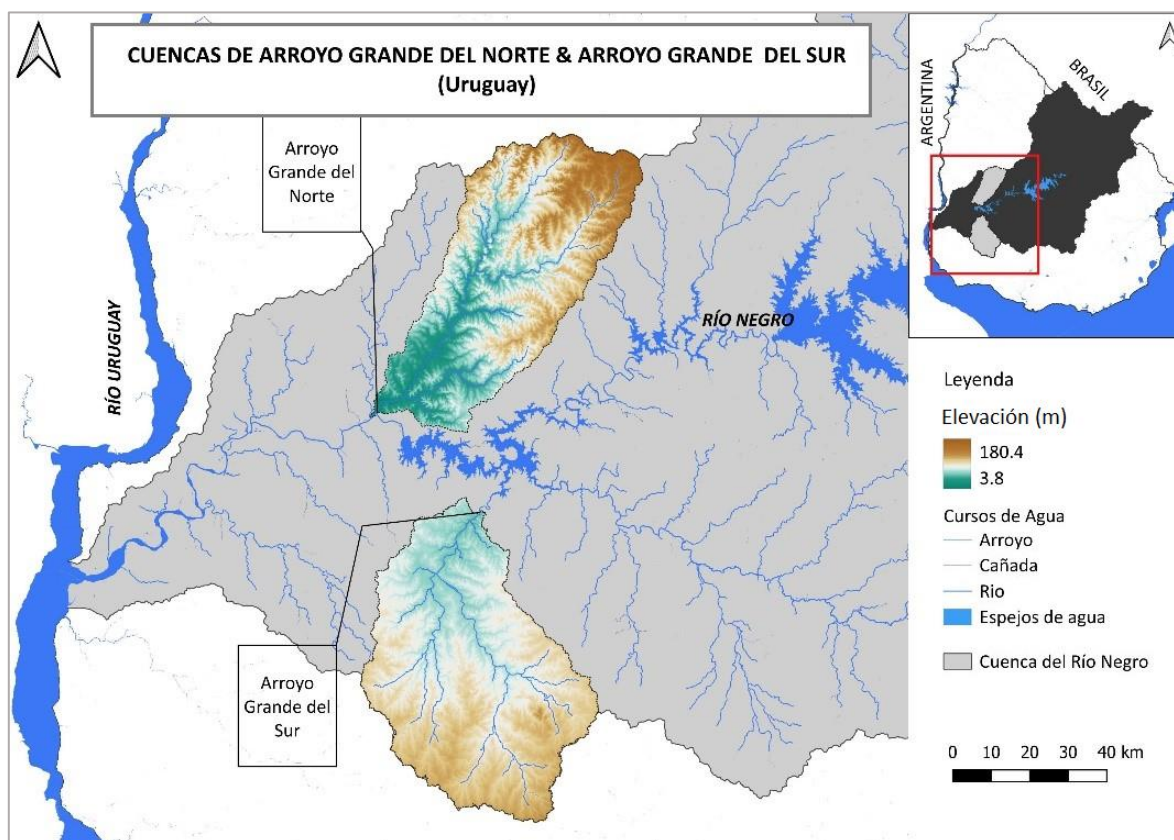 CUENCAS DE ARROYO GRANDE DEL NORTE & ARROYO GRANDE DEL SUR
(Uruguay)
Arroyo
Grande del
Norte
RÍO URUGUAY
RÍO NEGRO
Arroyo
Grande del
Sur
ARGENTINA
BRASIL
Leyenda
Elevación (m)
180.4
3.8
Cursos de Agua
Arroyo
Cañada
Rio
Espejos de agua
Cuenca del Río Negro
0 10 20 30 40 km